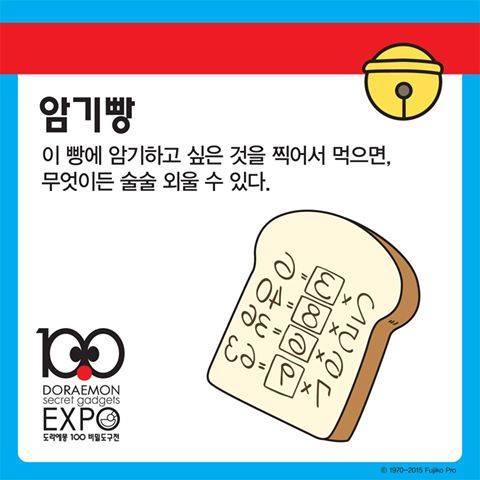 암기빵
이 빵에 암기하고 싶은 것을 찍어서 먹으면,
무엇이든 술술 외울 수 있다.
2×3=6
5×8=40
6×6=36
7×9=63
100
DORAEMON
secret gadgets
EXPO
도라에몽 100 비밀도구전
© 1970-2015 Fujiko Pro